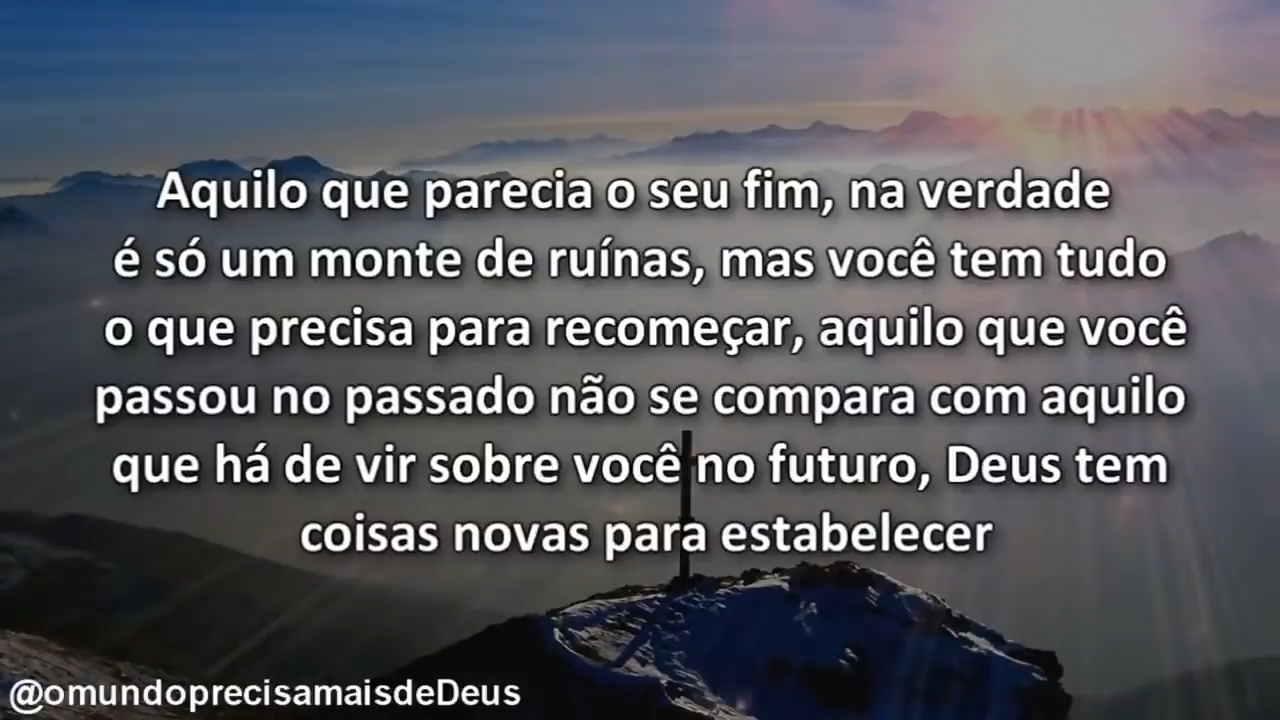 Aquilo que parecia o seu fim, na verdade
é só um monte de ruínas, mas você tem tudo
o que precisa para recomeçar, aquilo que você
passou no passado não se compara com aquilo
que há de vir sobre você no futuro, Deus tem
coisas novas para estabelecer
@omundoprecisamaisdeDeus